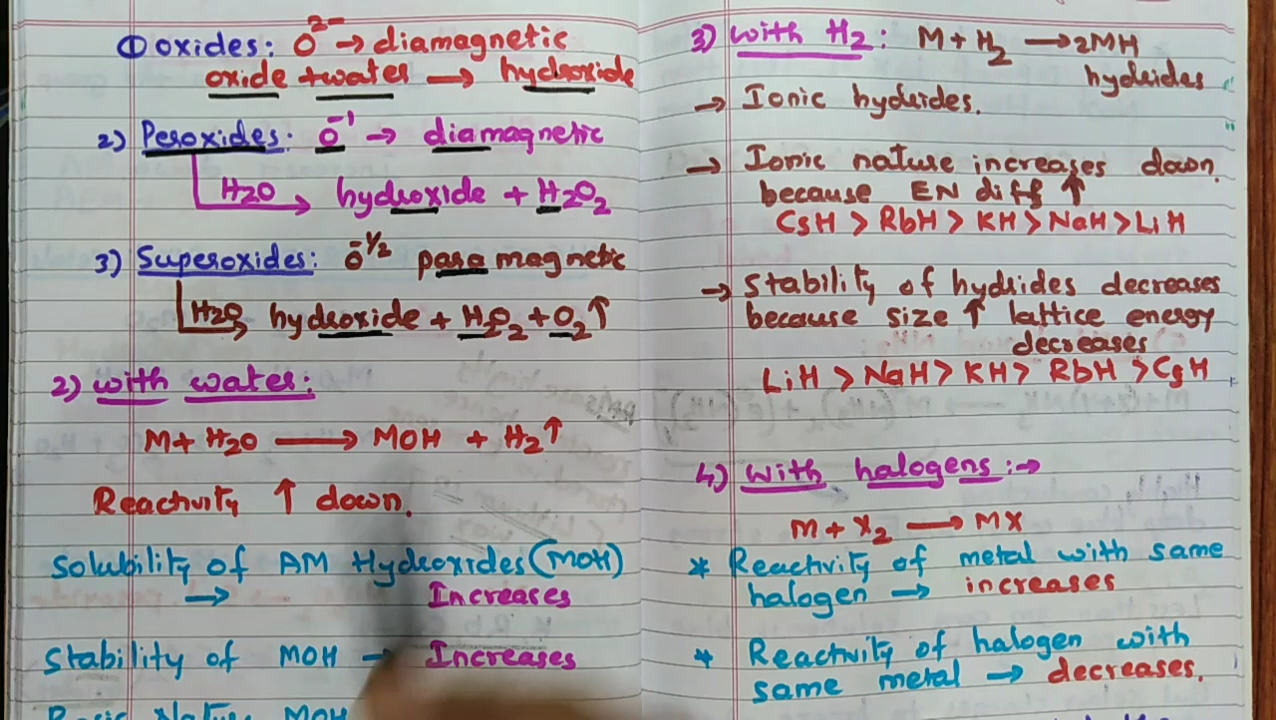 ① oxides: O²⁻ → diamagnetic
oxide + water → hydroxide
2) Peroxides: O⁻¹ → diamagnetic
H₂O → hydroxide + H₂O₂
3) Superoxides: O⁻¹/² paramagnetic
H₂O → hydroxide + H₂O₂ + O₂↑
2) with water:
M + H₂O → MOH + H₂↑
Reactivity ↑ down.
Solubility of AM Hydroxides (MOH)
→ Increases
Stability of MOH → Increases
Basic Nature MOH
3) with H₂: M + H₂ → 2MH
hydrides
→ Ionic hydrides.
→ Ionic nature increases down.
because EN diff ↑
CsH > RbH > KH > NaH > LiH
→ Stability of hydrides decreases
because size ↑ lattice energy
decreases
LiH > NaH > KH > RbH > CsH
4) With halogens :→
M + X₂ → MX
* Reactivity of metal with same
halogen → increases
* Reactivity of halogen with
same metal → decreases.